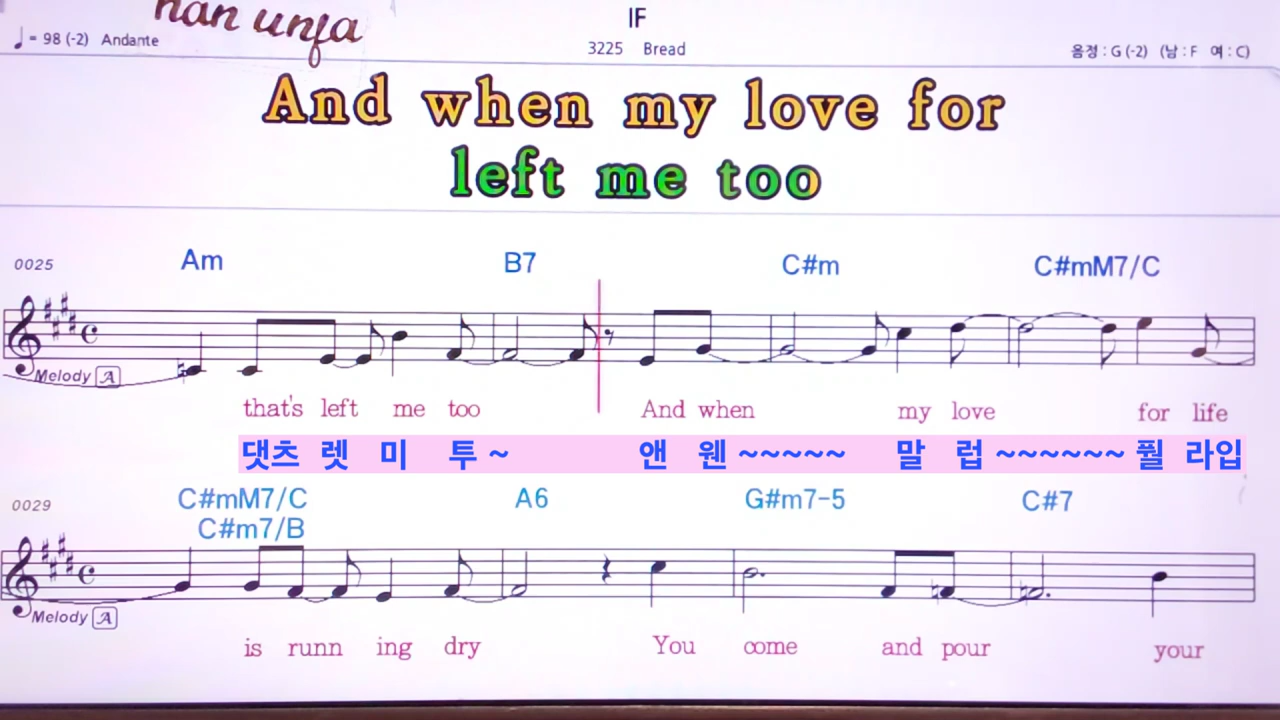 han unja
IF
♩= 98 (-2) Andante
3225 Bread
음정 : G (-2) (남 : F 여 : C)
And when my love for
left me too
0025 Am B7 C#m C#mM7/C
Melody A
that's left me too And when my love for life
댓츠 렛 미 투 ~ 앤 웬 ~~~~~ 말 럽 ~~~~~~ 풜 라입
0029 C#mM7/C A6 G#m7-5 C#7
C#m7/B
Melody A
is runn ing dry You come and pour your